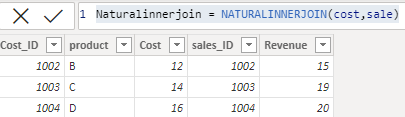 1 Naturalinnerjoin = NATURALINNERJOIN(cost,sale)
Cost_ID product Cost sales_ID Revenue
1002 B 12 1002 15
1003 C 14 1003 19
1004 D 16 1004 20